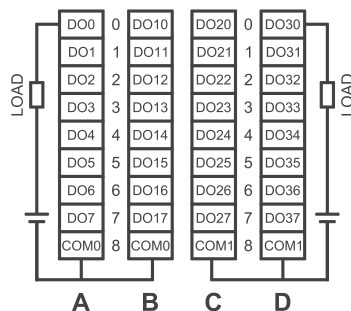 DO0 0 DO10 DO20 0 DO30
DO1 1 DO11 DO21 1 DO31
DO2 2 DO12 DO22 2 DO32
LOAD LOAD
DO3 3 DO13 DO23 3 DO33
DO4 4 DO14 DO24 4 DO34
DO5 5 DO15 DO25 5 DO35
DO6 6 DO16 DO26 6 DO36
DO7 7 DO17 DO27 7 DO37
COM0 8 COM0 COM1 8 COM1
A B C D